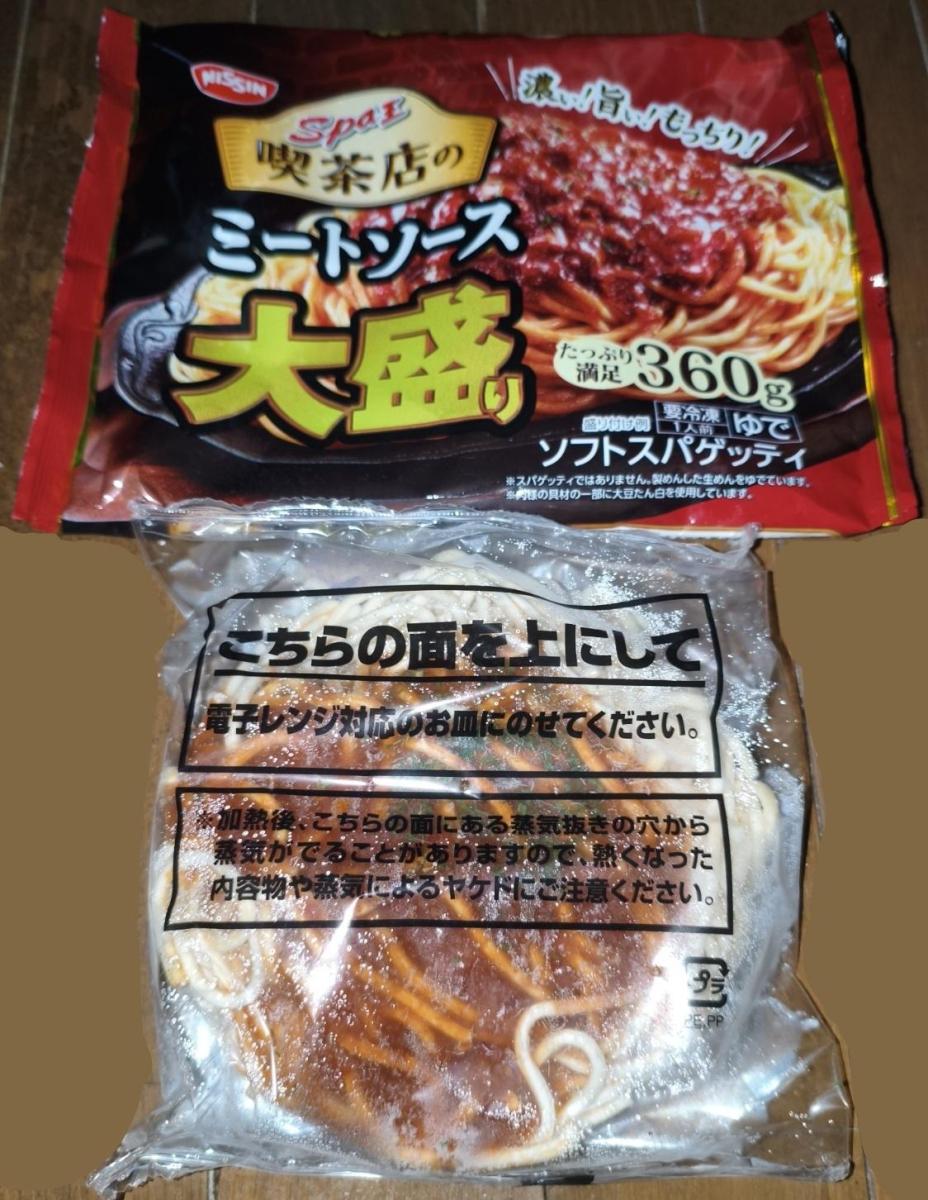 NISSIN
濃い!旨い!もっちり!
Spa王
喫茶店の
ミートソース
大盛り
たっぷり
満足
360g
盛り付け例
要冷凍
1人前
ゆで
ソフトスパゲッティ
※スパゲッティではありません。製めんした生めんをゆでています。
※同様の具材の一部に大豆たん白を使用しています。
こちらの面を上にして
電子レンジ対応のお皿にのせてください。
※加熱後、こちらの面にある蒸気抜きの穴から
蒸気がでることがありますので、熱くなった
内容物や蒸気によるヤケドにご注意ください。
プラ
PE,PP